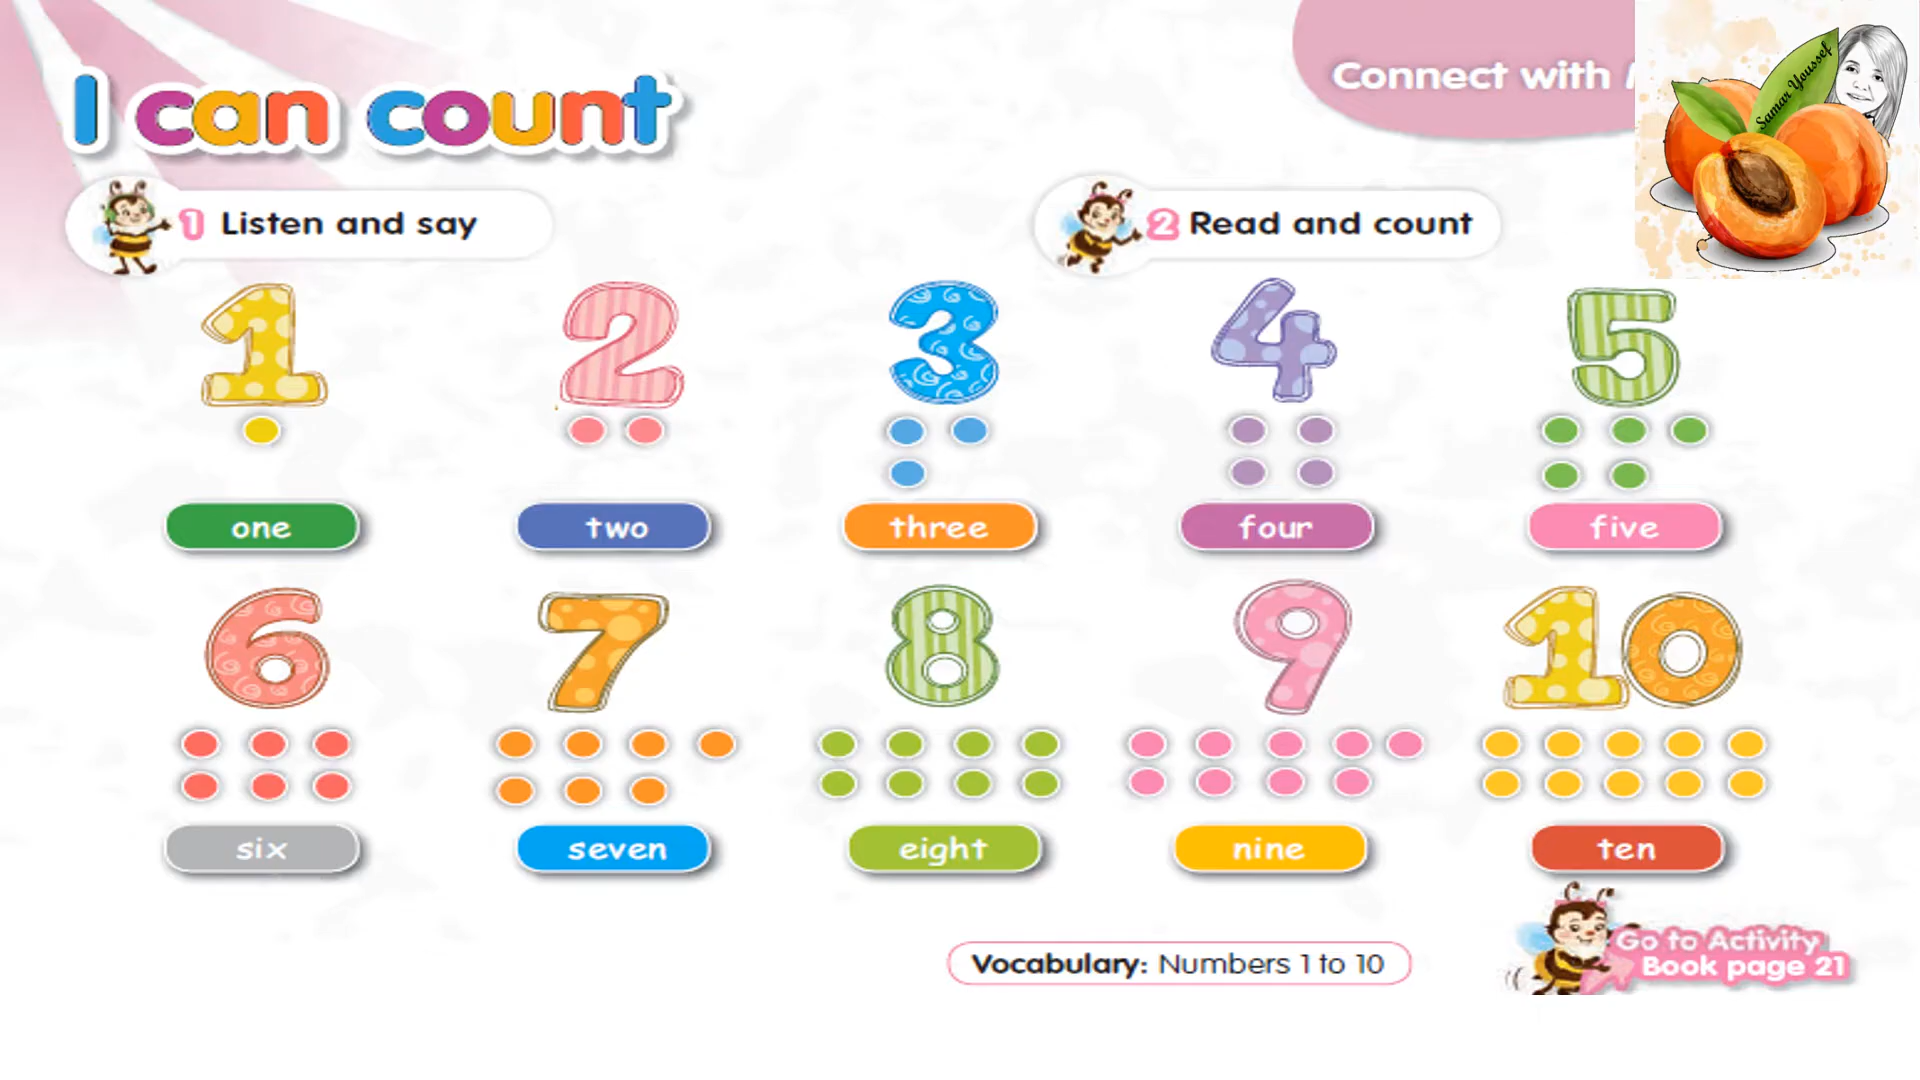 I can count
Connect with
Samar Youssef
1 Listen and say
2 Read and count
1 2 3 4 5
one two three four five
6 7 8 9 10
six seven eight nine ten
Vocabulary: Numbers 1 to 10
Go to Activity
Book page 21